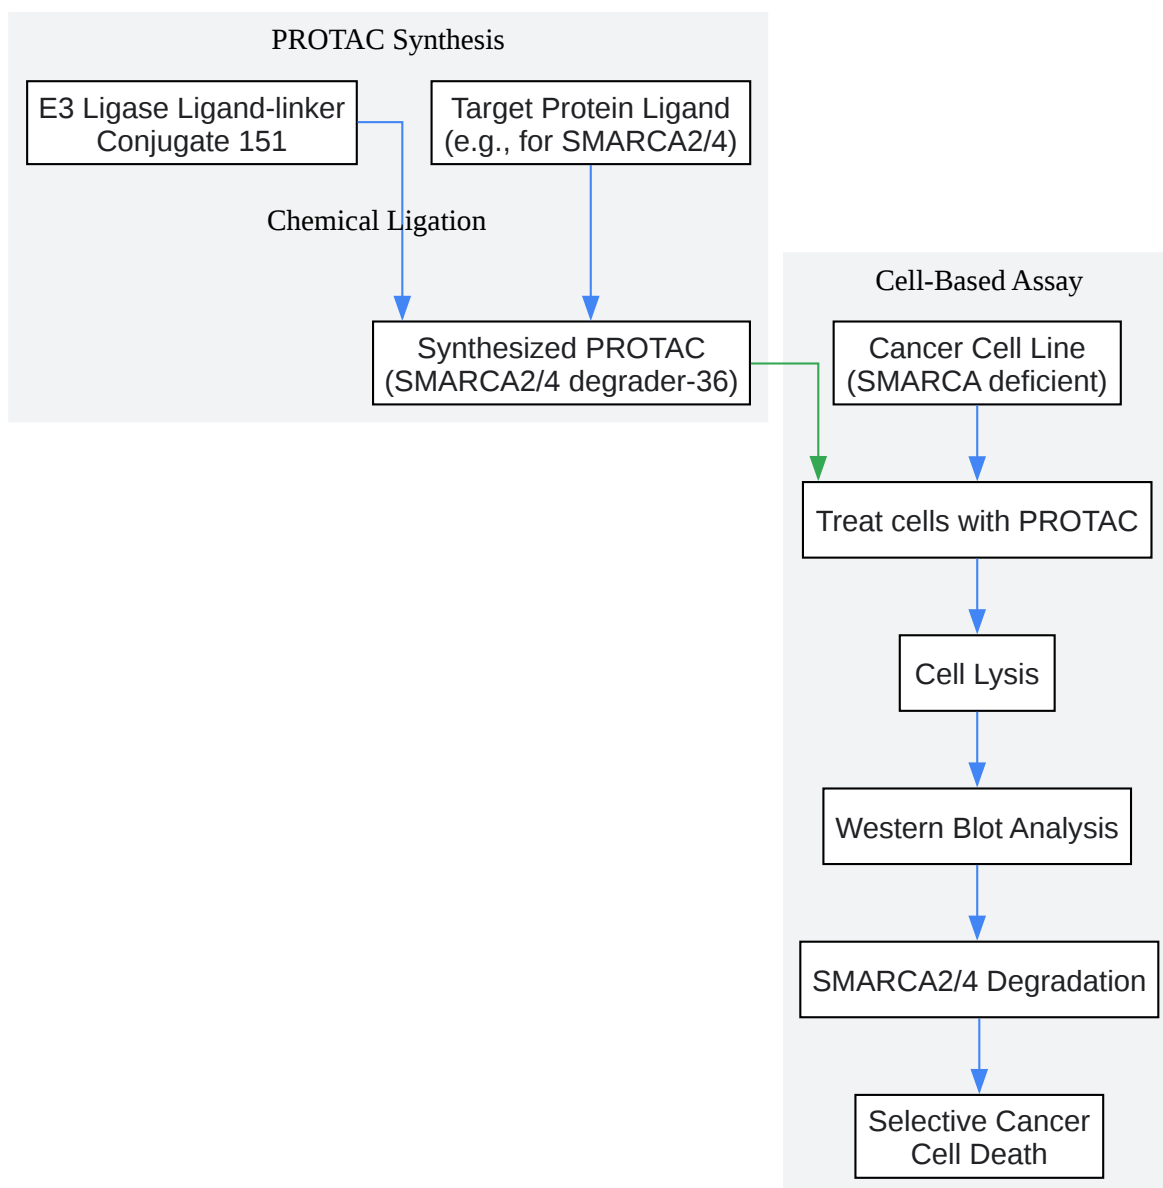 PROTAC Synthesis
E3 Ligase Ligand-linker
Conjugate 151
Target Protein Ligand
(e.g., for SMARCA2/4)
Chemical Ligation
Synthesized PROTAC
(SMARCA2/4 degrader-36)
Cell-Based Assay
Cancer Cell Line
(SMARCA deficient)
Treat cells with PROTAC
Cell Lysis
Western Blot Analysis
SMARCA2/4 Degradation
Selective Cancer
Cell Death